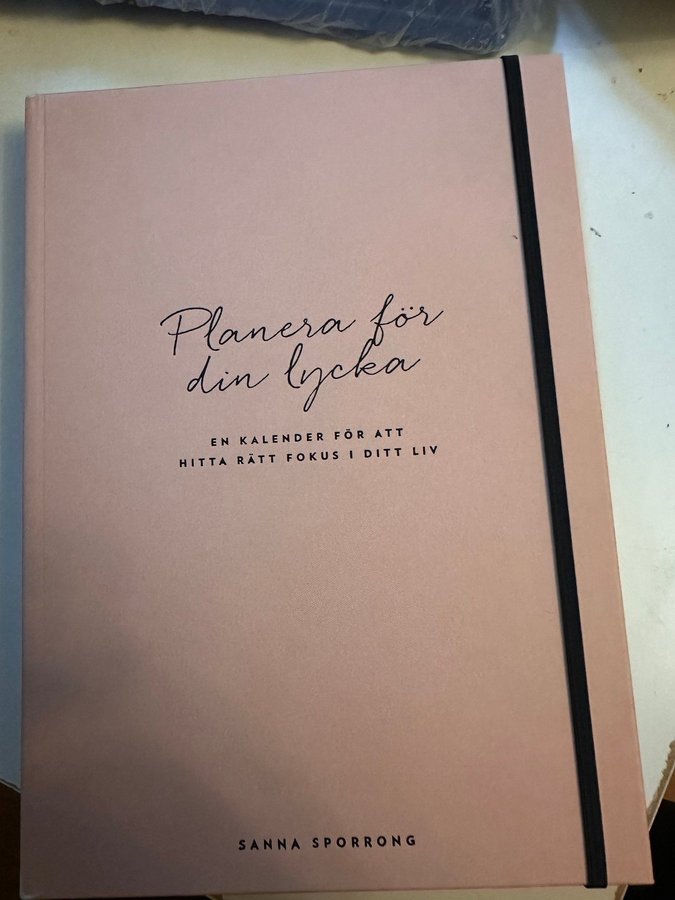 Planera för
din lycka
EN KALENDER FÖR ATT
HITTA RÄTT FOKUS I DITT LIV
SANNA SPORRONG